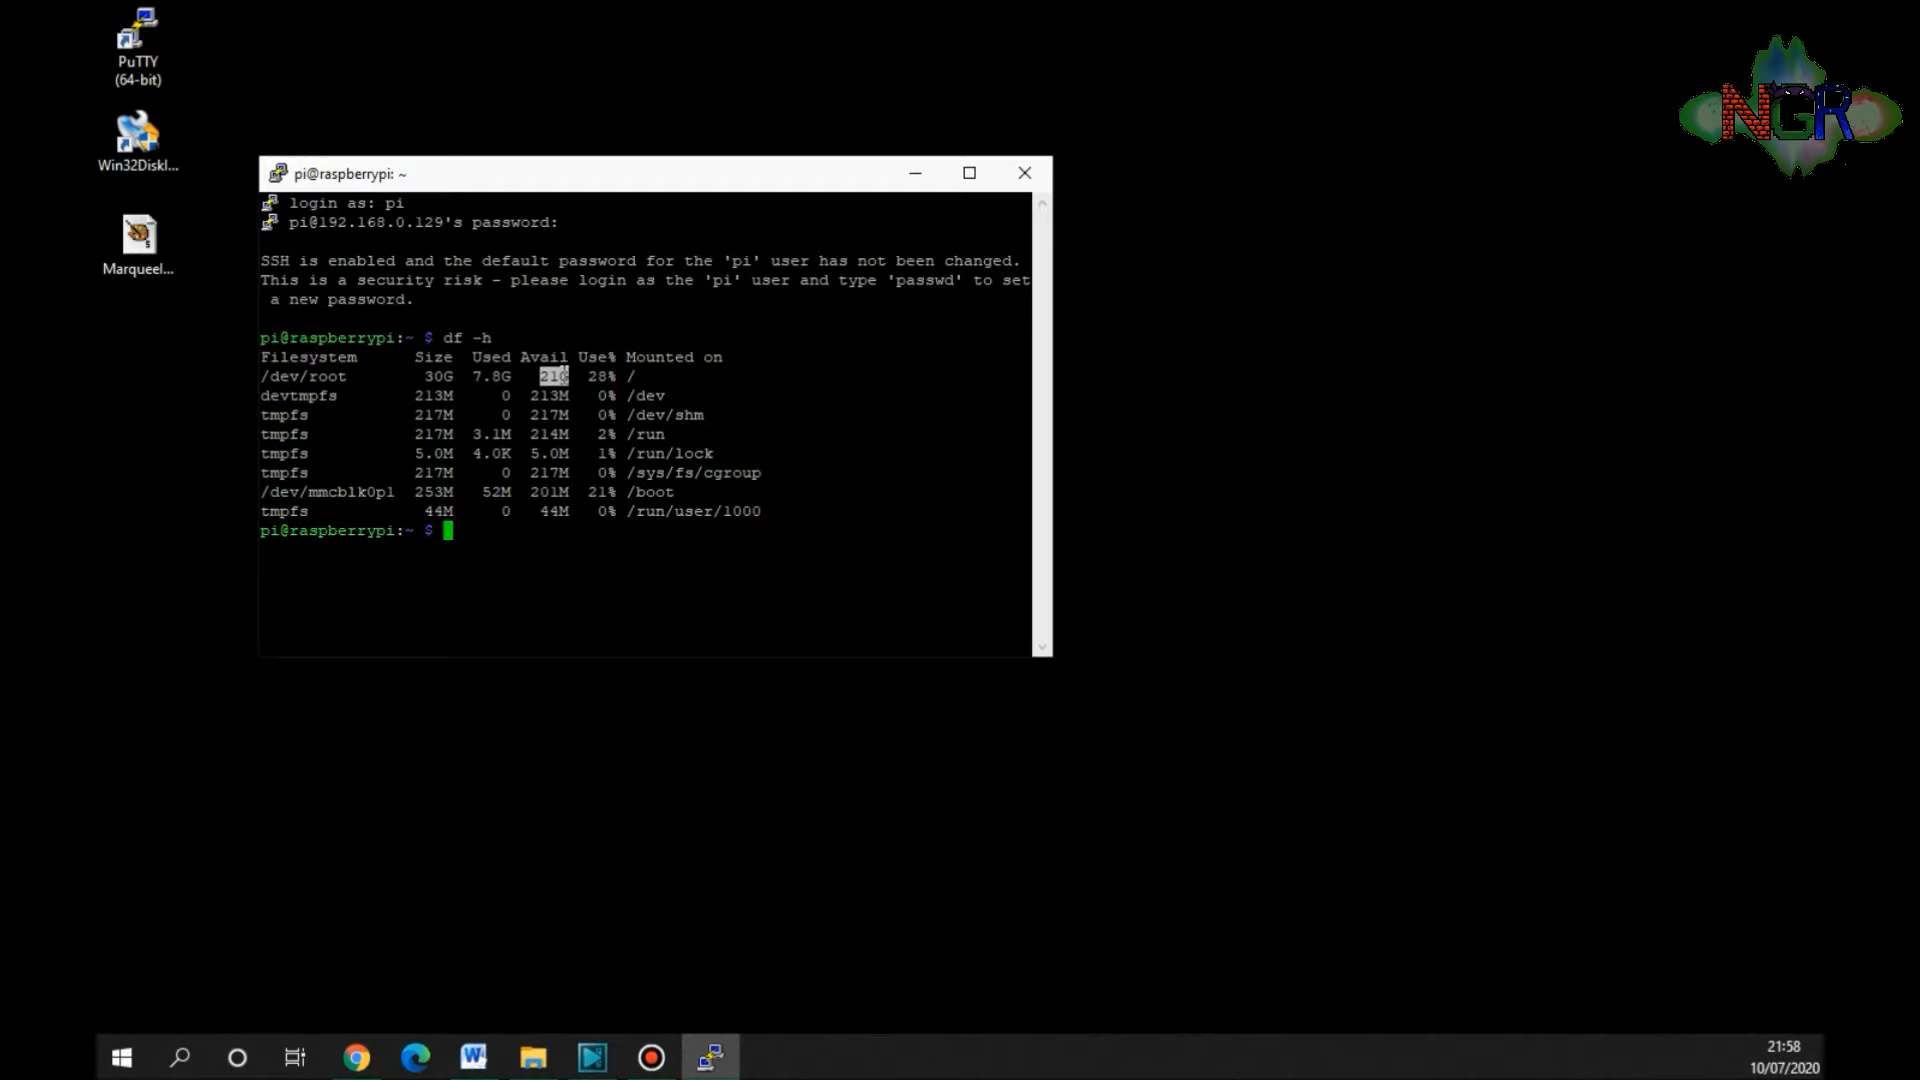 PuTTY
(64-bit)
Win32DiskI...
Marqueel...
NGR
pi@raspberrypi: ~
login as: pi
pi@192.168.0.129's password:
SSH is enabled and the default password for the 'pi' user has not been changed.
This is a security risk - please login as the 'pi' user and type 'passwd' to set
a new password.
pi@raspberrypi:~ $ df -h
Filesystem Size Used Avail Use% Mounted on
/dev/root 30G 7.8G 21G 28% /
devtmpfs 213M 0 213M 0% /dev
tmpfs 217M 0 217M 0% /dev/shm
tmpfs 217M 3.1M 214M 2% /run
tmpfs 5.0M 4.0K 5.0M 1% /run/lock
tmpfs 217M 0 217M 0% /sys/fs/cgroup
/dev/mmcblk0p1 253M 52M 201M 21% /boot
tmpfs 44M 0 44M 0% /run/user/1000
pi@raspberrypi:~ $
21:58
10/07/2020